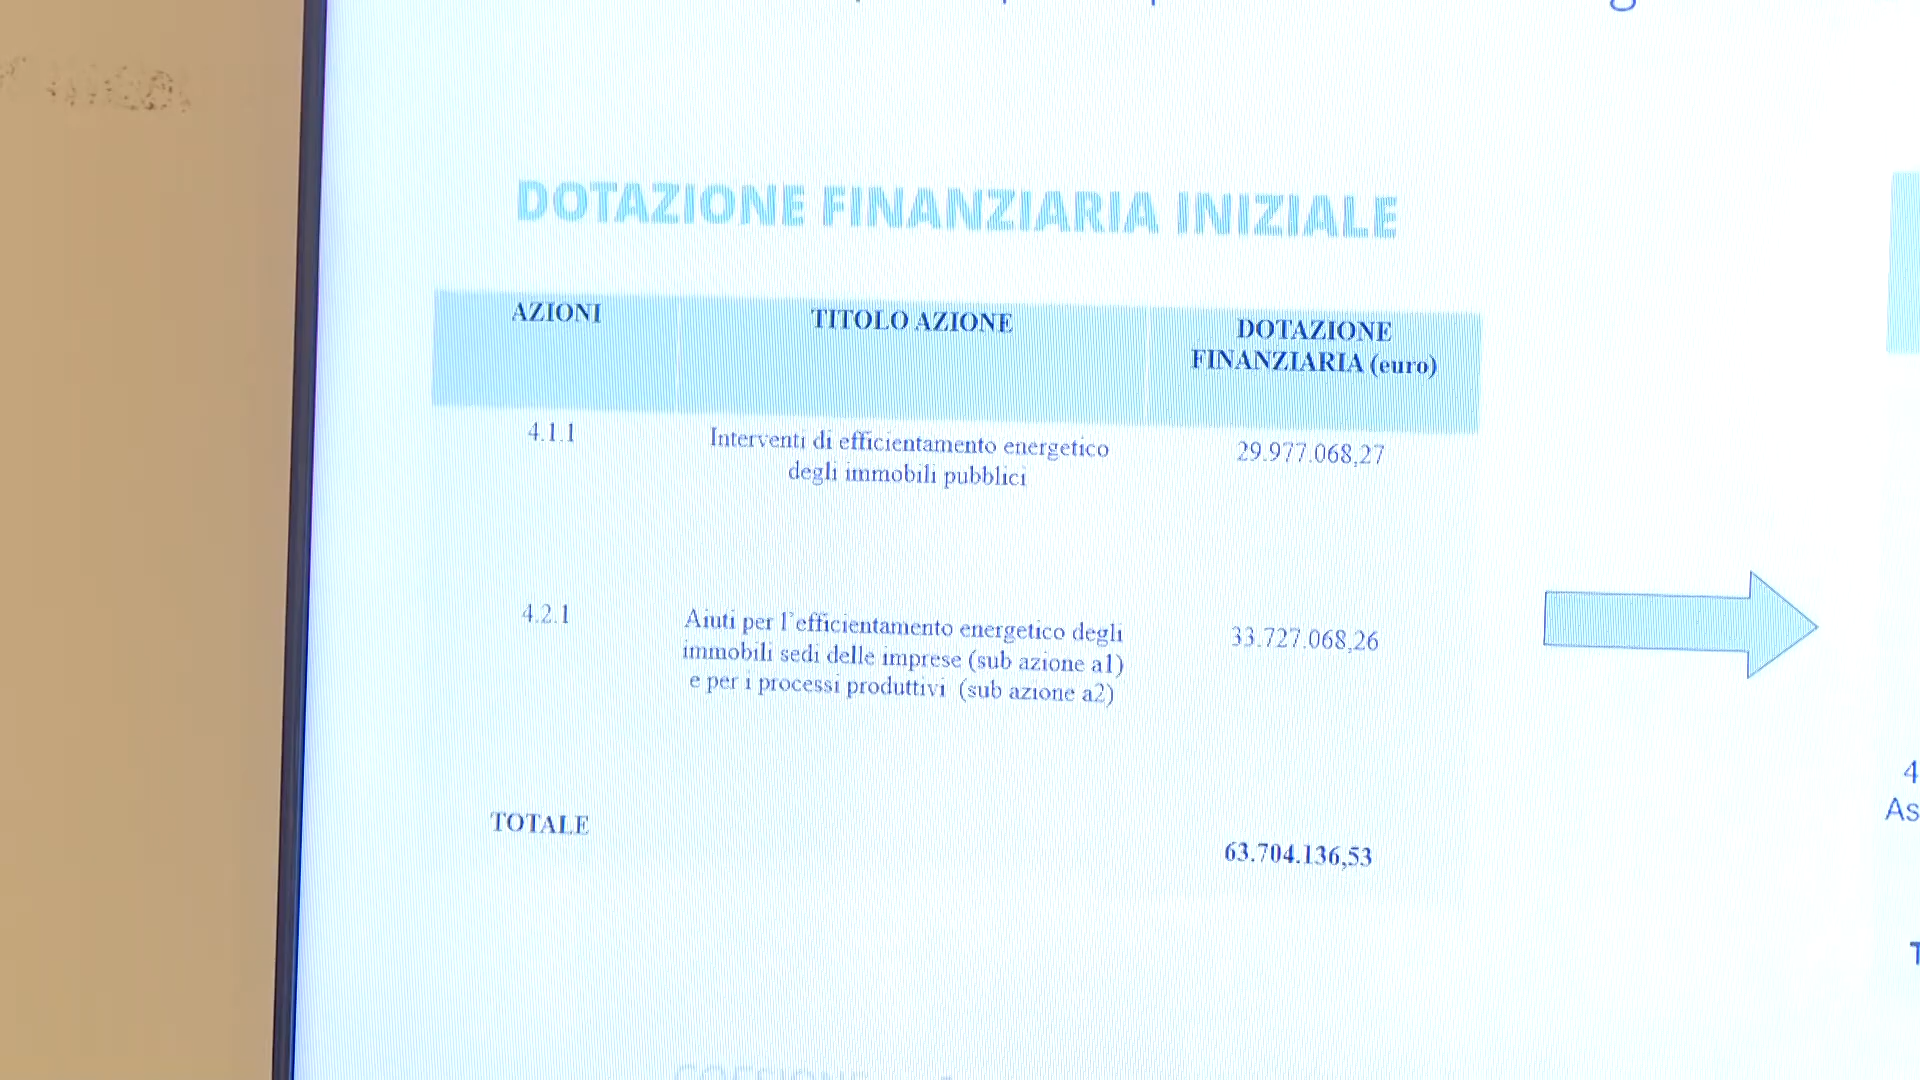 DOTAZIONE FINANZIARIA INIZIALE
AZIONI
TITOLO AZIONE
DOTAZIONE
FINANZIARIA (euro)
4.1.1
Interventi di efficientamento energetico
degli immobili pubblici
29.977.068,27
4.2.1
Aiuti per l'efficientamento energetico degli
immobili sedi delle imprese (sub azione a1)
e per i processi produttivi (sub azione a2)
33.727.068,26
TOTALE
63.704.136,53
4
As